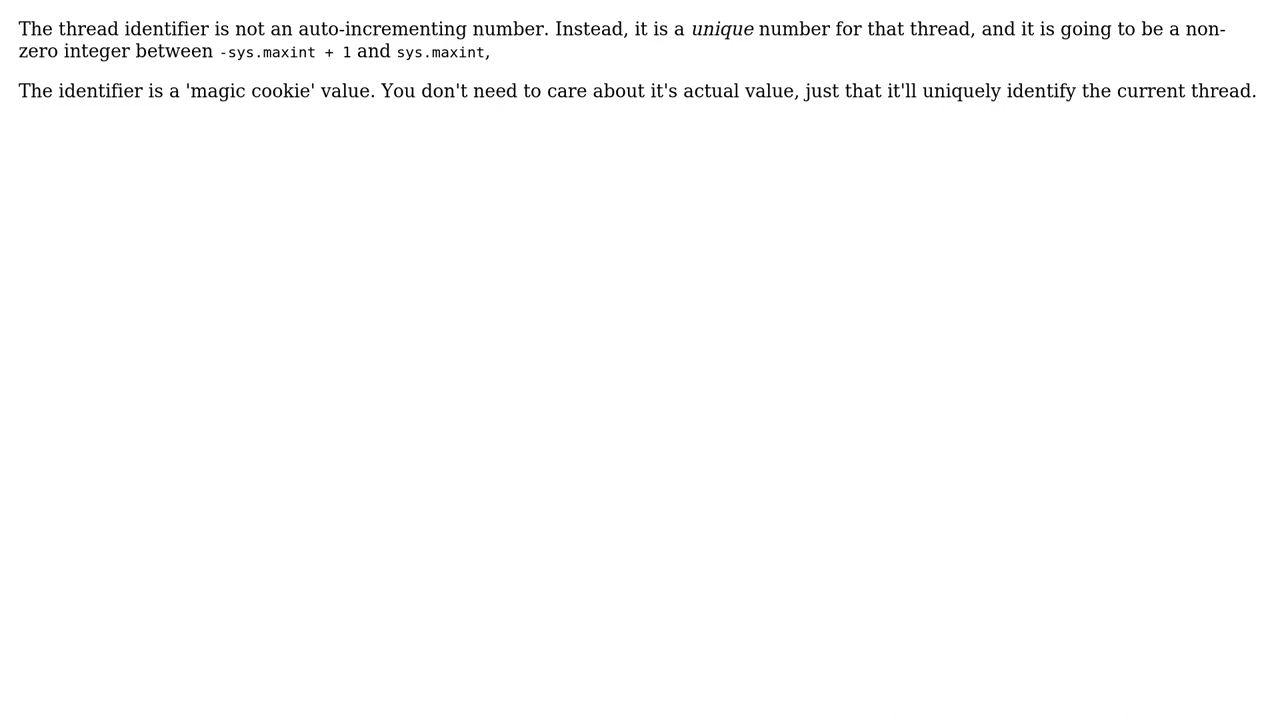 The thread identifier is not an auto-incrementing number. Instead, it is a unique number for that thread, and it is going to be a non-
zero integer between -sys.maxint + 1 and sys.maxint,
The identifier is a 'magic cookie' value. You don't need to care about it's actual value, just that it'll uniquely identify the current thread.